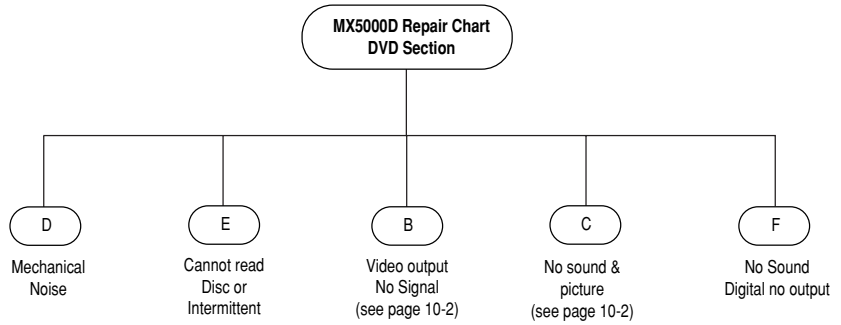 MX5000D Repair Chart
DVD Section
D
Mechanical
Noise
E
Cannot read
Disc or
Intermittent
B
Video output
No Signal
(see page 10-2)
C
No sound &
picture
(see page 10-2)
F
No Sound
Digital no output